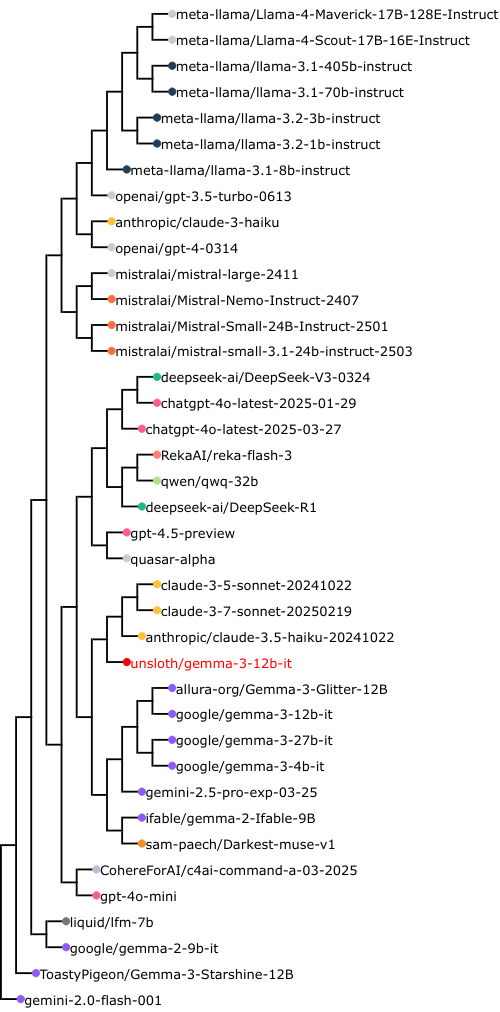 meta-llama/Llama-4-Maverick-17B-128E-Instruct
meta-llama/Llama-4-Scout-17B-16E-Instruct
meta-llama/llama-3.1-405b-instruct
meta-llama/llama-3.1-70b-instruct
meta-llama/llama-3.2-3b-instruct
meta-llama/llama-3.2-1b-instruct
meta-llama/llama-3.1-8b-instruct
openai/gpt-3.5-turbo-0613
anthropic/claude-3-haiku
openai/gpt-4-0314
mistralai/mistral-large-2411
mistralai/Mistral-Nemo-Instruct-2407
mistralai/Mistral-Small-24B-Instruct-2501
mistralai/mistral-small-3.1-24b-instruct-2503
deepseek-ai/DeepSeek-V3-0324
chatgpt-4o-latest-2025-01-29
chatgpt-4o-latest-2025-03-27
RekaAI/reka-flash-3
qwen/qwq-32b
deepseek-ai/DeepSeek-R1
gpt-4.5-preview
quasar-alpha
claude-3-5-sonnet-20241022
claude-3-7-sonnet-20250219
anthropic/claude-3.5-haiku-20241022
unsloth/gemma-3-12b-it
allura-org/Gemma-3-Glitter-12B
google/gemma-3-12b-it
google/gemma-3-27b-it
google/gemma-3-4b-it
gemini-2.5-pro-exp-03-25
ifable/gemma-2-Ifable-9B
sam-paech/Darkest-muse-v1
CohereForAI/c4ai-command-a-03-2025
gpt-4o-mini
liquid/lfm-7b
google/gemma-2-9b-it
ToastyPigeon/Gemma-3-Starshine-12B
gemini-2.0-flash-001